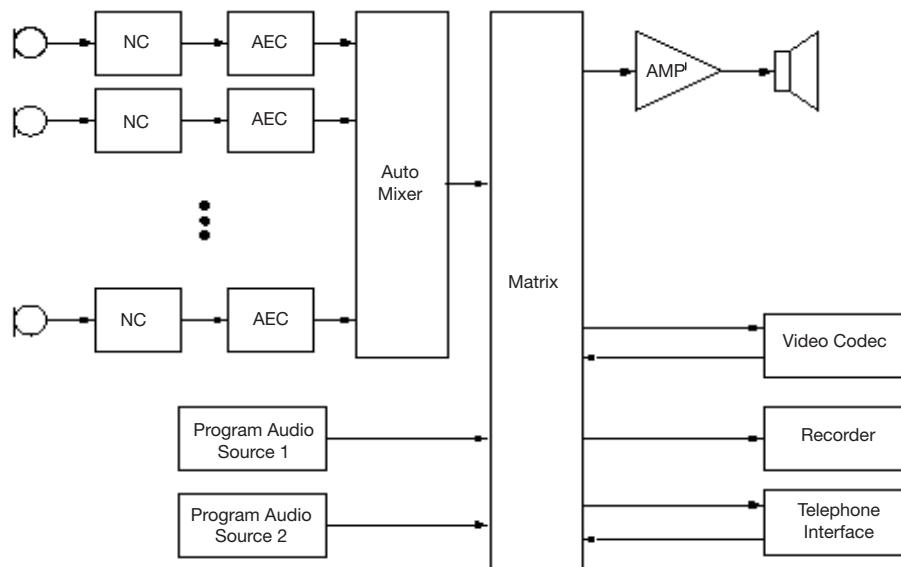 NC
AEC
NC
AEC
NC
AEC
Auto
Mixer
Matrix
AMP
Program Audio
Source 1
Program Audio
Source 2
Video Codec
Recorder
Telephone
Interface